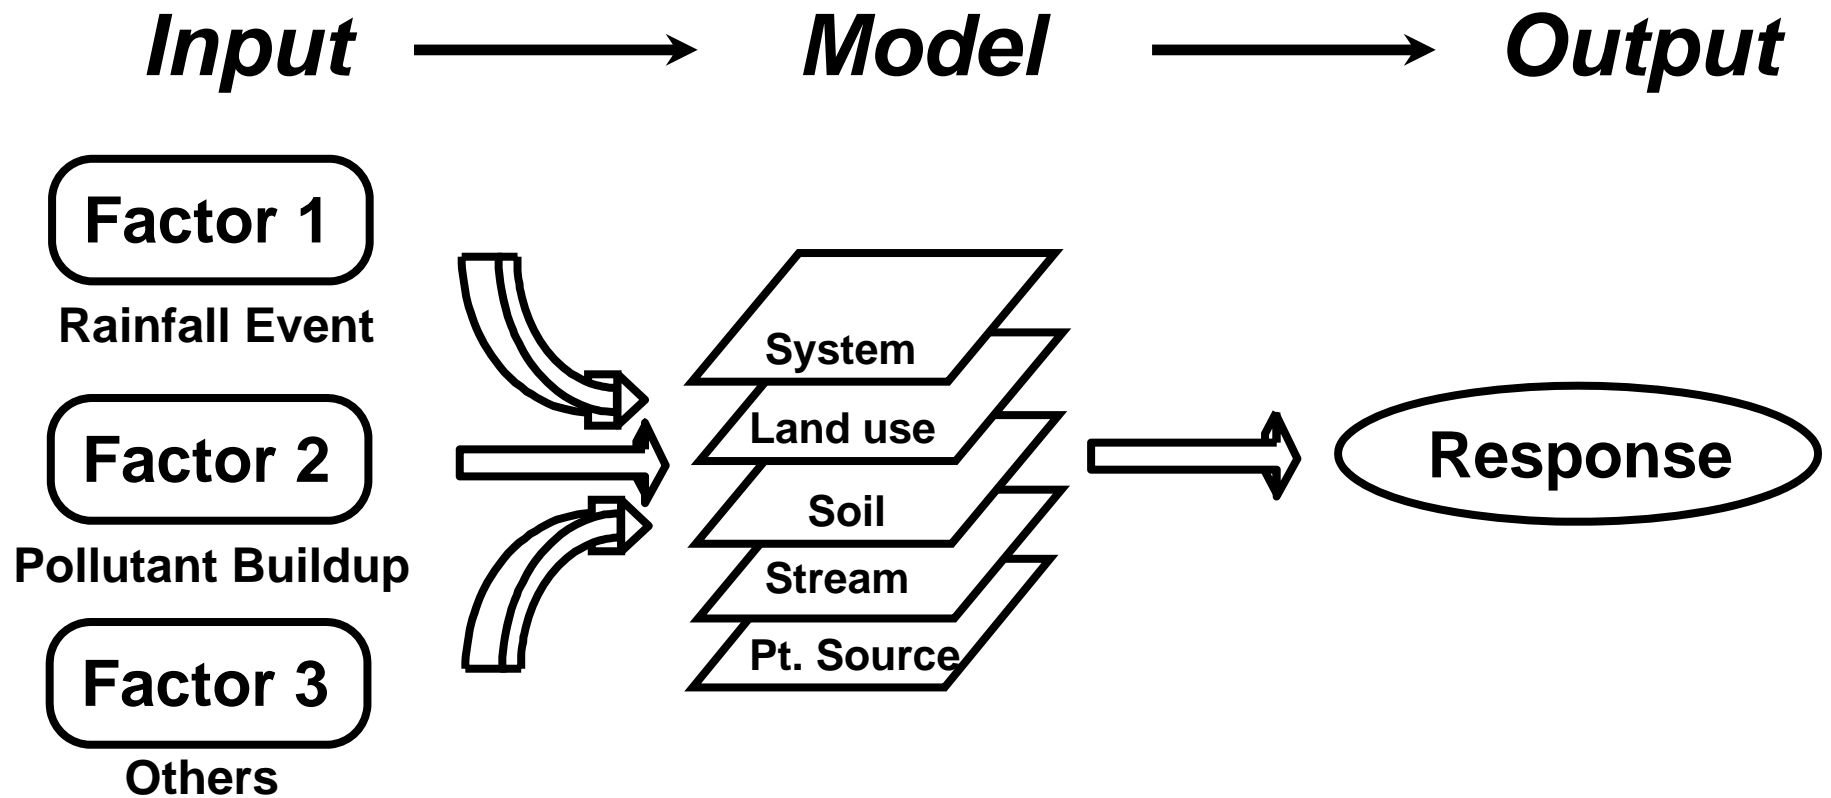 Input
Model
Output
Factor 1
Rainfall Event
Factor 2
Pollutant Buildup
Factor 3
Others
System
Land use
Soil
Stream
Pt. Source
Response